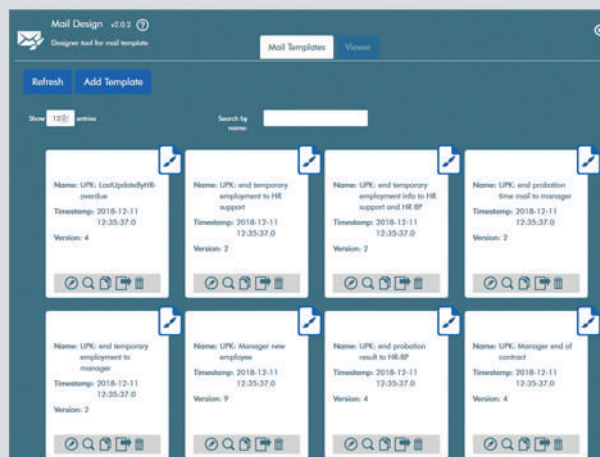 Mail Design v2.0.2 ?
Designer tool for mail template
Mail Templates Viewer
Refresh Add Template
Show 12 entries Search by
name:
Name: UPK: LastUpdateByHR-
overdue
Timestamp: 2018-12-11
12:35:37.0
Version: 4
Name: UPK: end temporary
employment to HR
support
Timestamp: 2018-12-11
12:35:37.0
Version: 2
Name: UPK: end temporary
employment info to HR
support and HR BP
Timestamp: 2018-12-11
12:35:37.0
Version: 2
Name: UPK: end probation
time mail to manager
Timestamp: 2018-12-11
12:35:37.0
Version: 2
Name: UPK: end temporary
employment to
manager
Timestamp: 2018-12-11
12:35:37.0
Version: 2
Name: UPK: Manager new
employee
Timestamp: 2018-12-11
12:35:37.0
Version: 9
Name: UPK: end probation
result to HR-BP
Timestamp: 2018-12-11
12:35:37.0
Version: 4
Name: UPK: Manager end of
contract
Timestamp: 2018-12-11
12:35:37.0
Version: 4